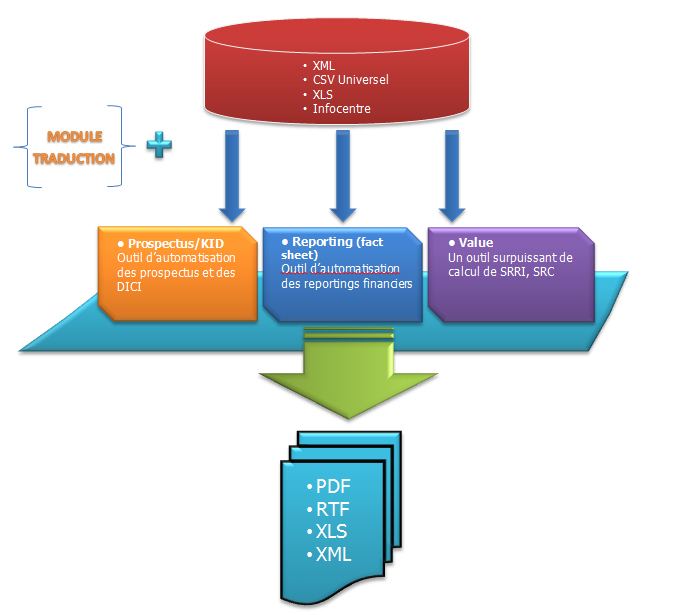 • XML
• CSV Universel
• XLS
• Infocentre
MODULE
TRADUCTION
• Prospectus/KID
Outil d'automatisation
des prospectus et des
DICI
• Reporting (fact
sheet)
Outil d'automatisation
des reportings financiers
• Value
Un outil surpuissant de
calcul de SRRI, SRC
• PDF
• RTF
• XLS
• XML